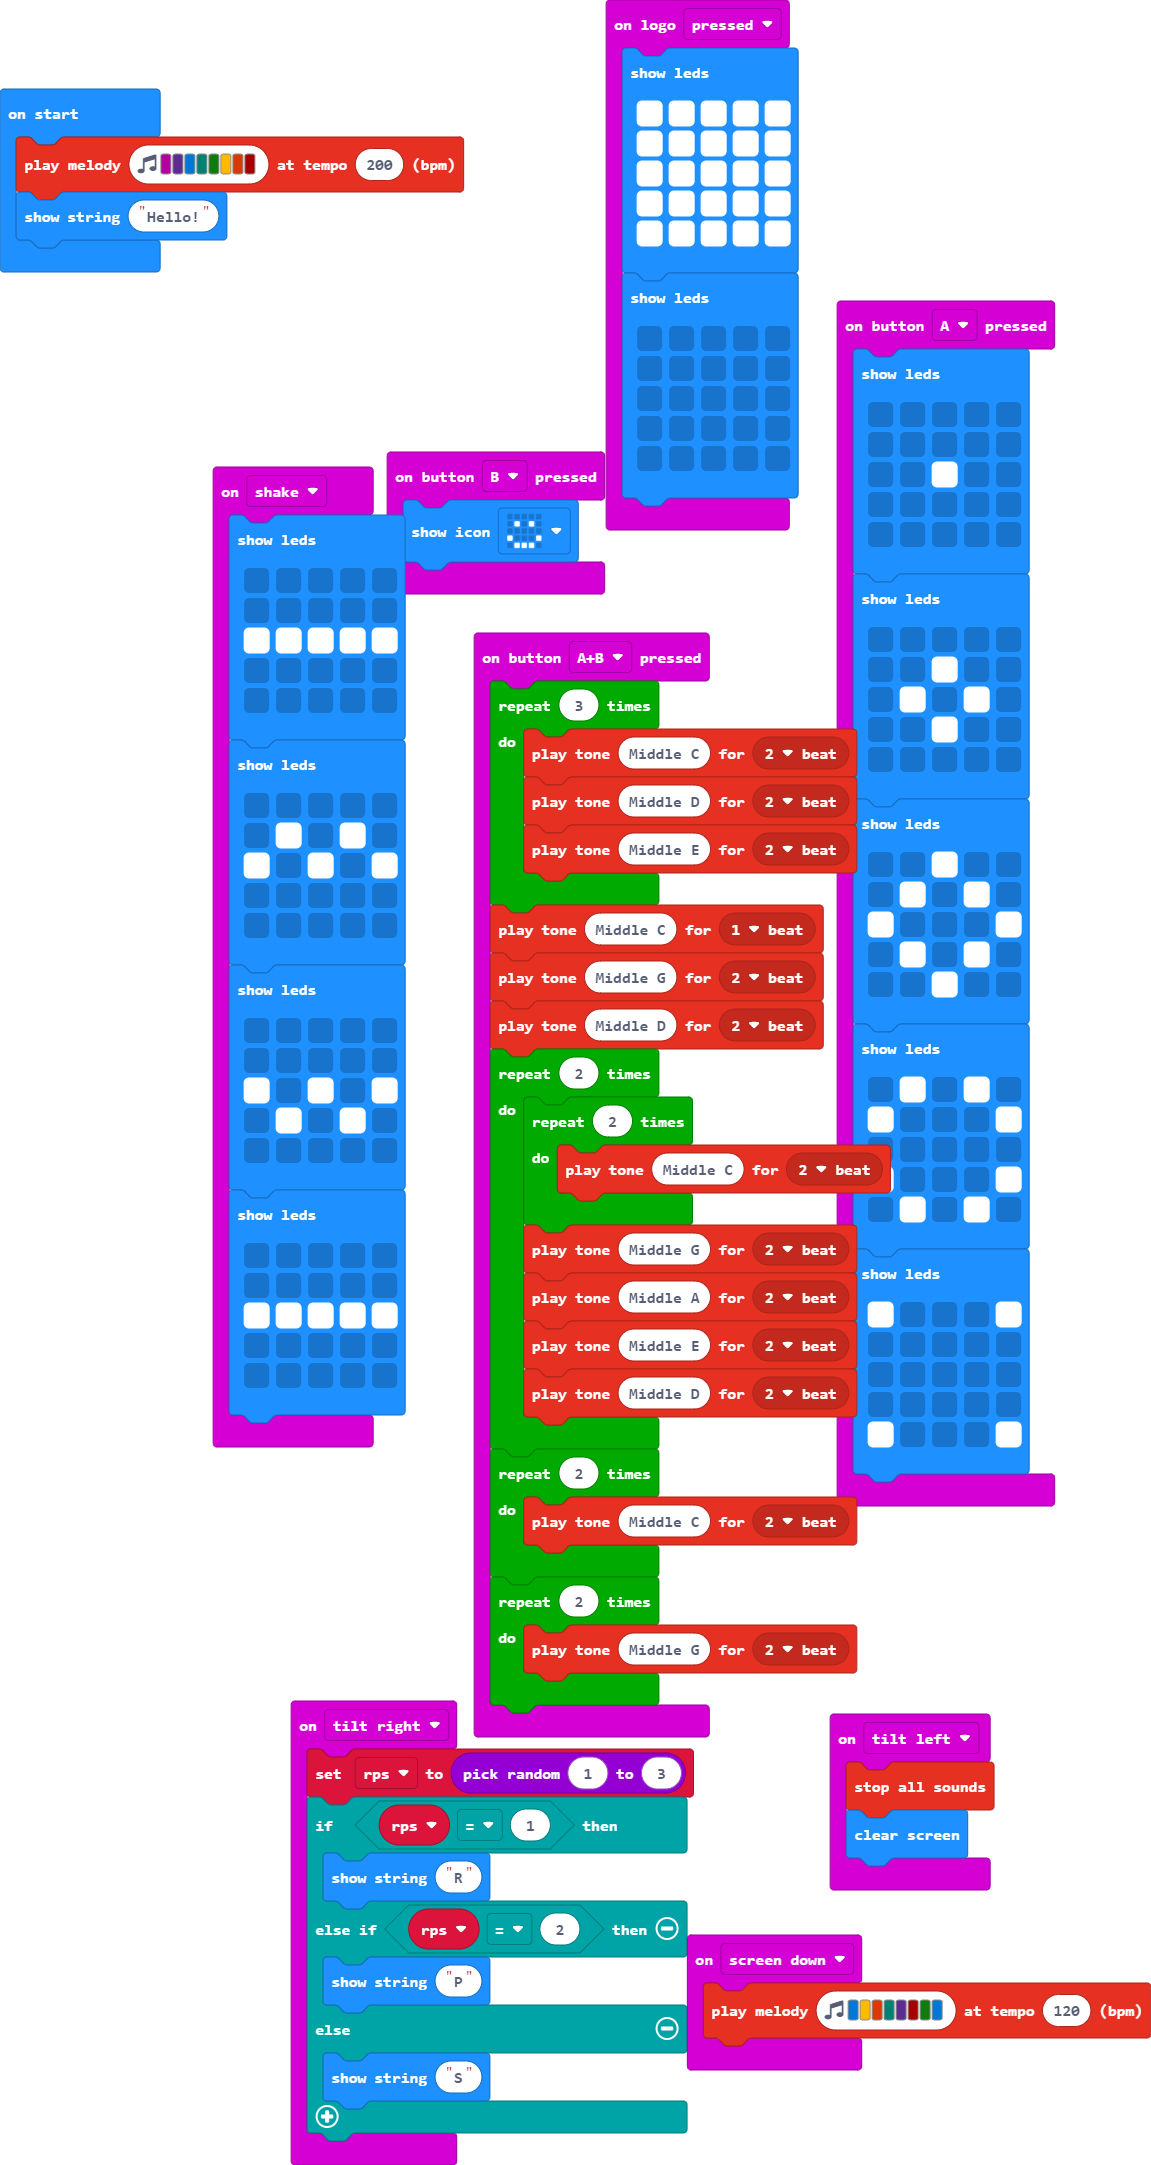 on start
play melody at tempo 200 (bpm)
show string "Hello!"
on logo pressed
show leds
show leds
on button A pressed
show leds
show leds
show leds
show leds
show leds
on shake
show leds
show leds
show leds
show leds
on button B pressed
show icon
on button A+B pressed
repeat 3 times
do play tone Middle C for 2 beat
play tone Middle D for 2 beat
play tone Middle E for 2 beat
play tone Middle C for 1 beat
play tone Middle G for 2 beat
play tone Middle D for 2 beat
repeat 2 times
do repeat 2 times
do play tone Middle C for 2 beat
play tone Middle G for 2 beat
play tone Middle A for 2 beat
play tone Middle E for 2 beat
play tone Middle D for 2 beat
repeat 2 times
do play tone Middle C for 2 beat
repeat 2 times
do play tone Middle G for 2 beat
on tilt right
set rps to pick random 1 to 3
if rps = 1 then
show string "R"
else if rps = 2 then
show string "P"
else
show string "S"
on tilt left
stop all sounds
clear screen
on screen down
play melody at tempo 120 (bpm)